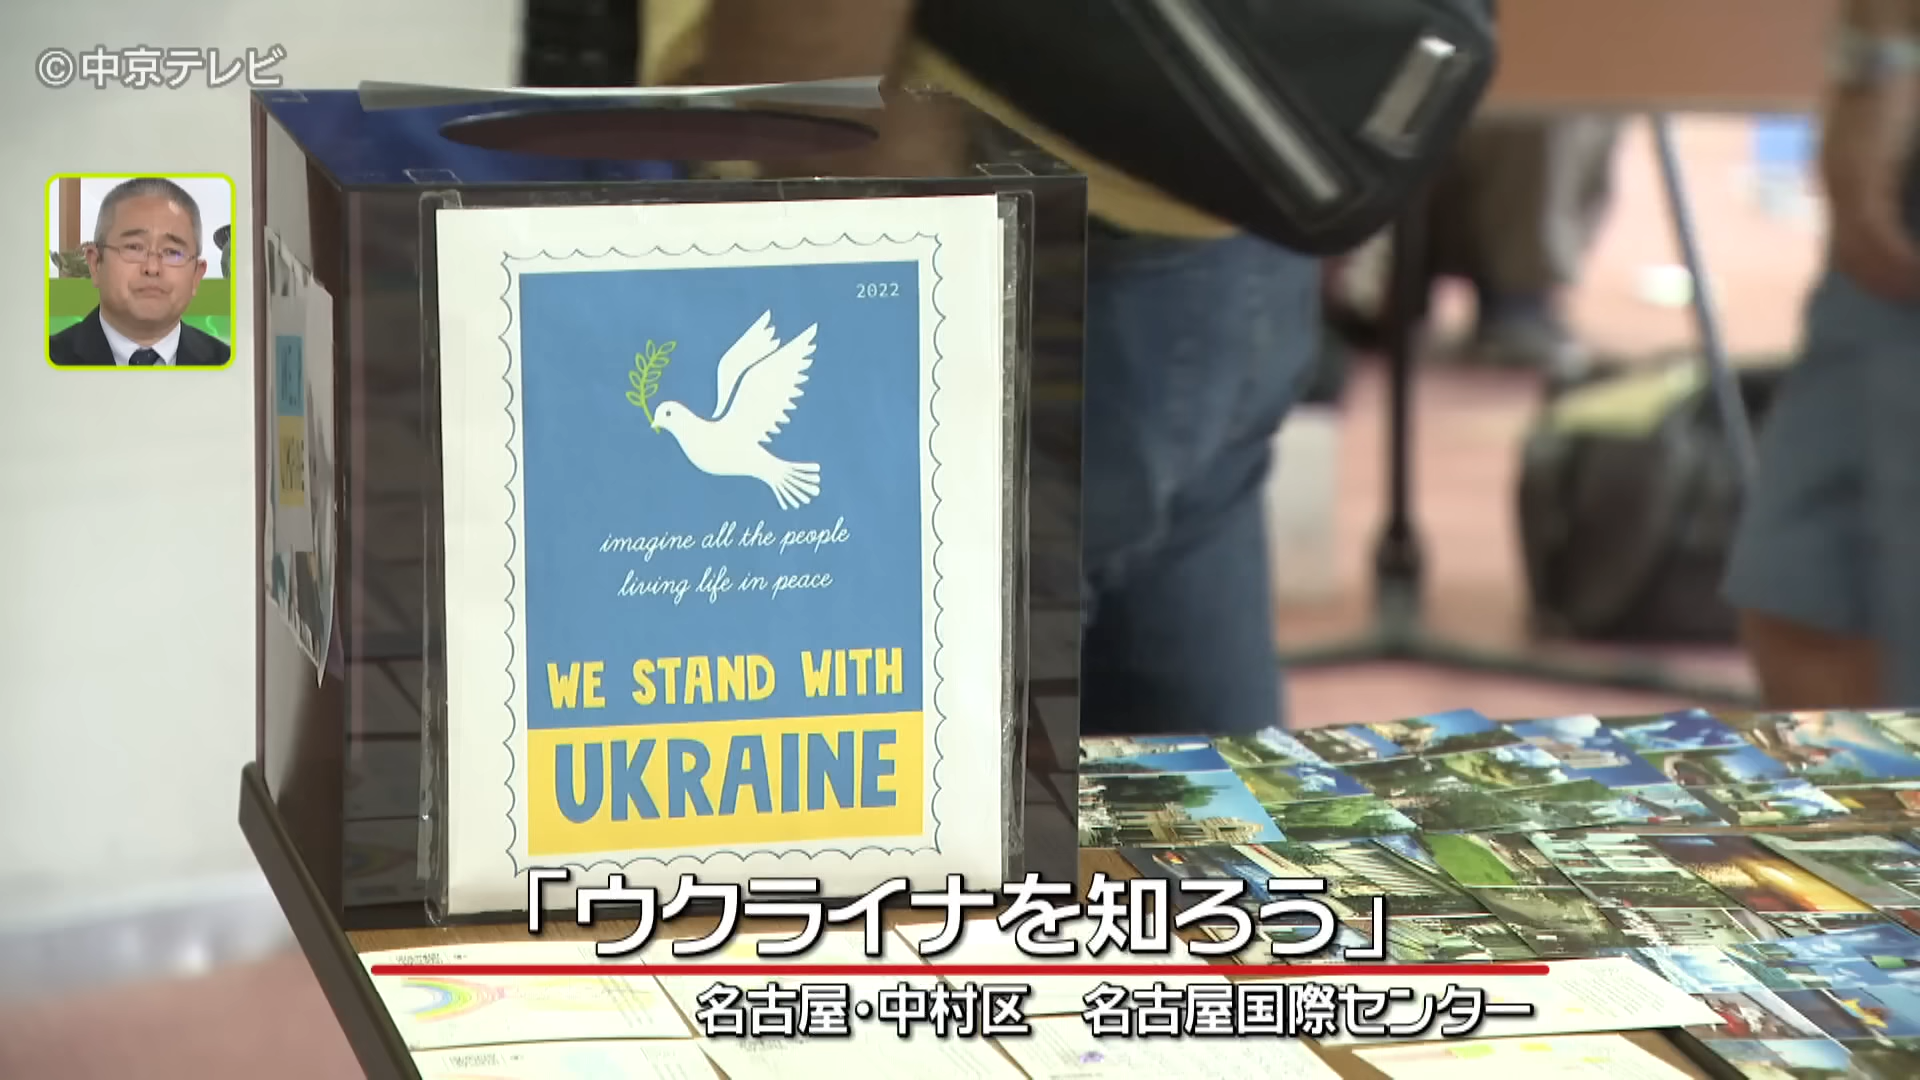 ©中京テレビ
2022
imagine all the people
living life in peace
WE STAND WITH
UKRAINE
「ウクライナを知ろう」
名古屋・中村区　名古屋国際センター